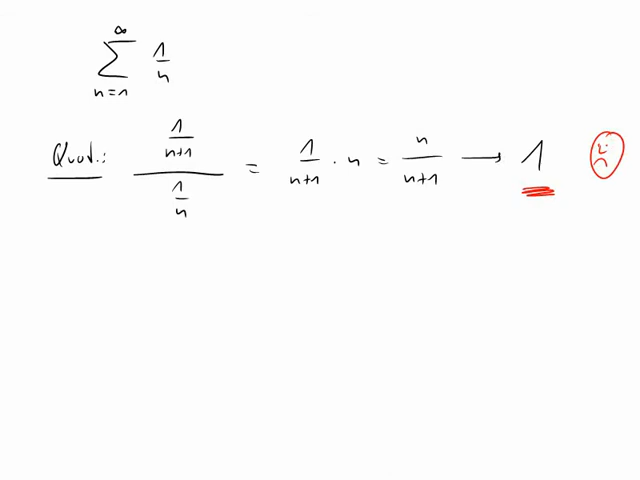 ∞
∑ 1/n
n=1
Quot.: (1/(n+1))/(1/n) = 1/(n+1) · n = n/(n+1) → 1